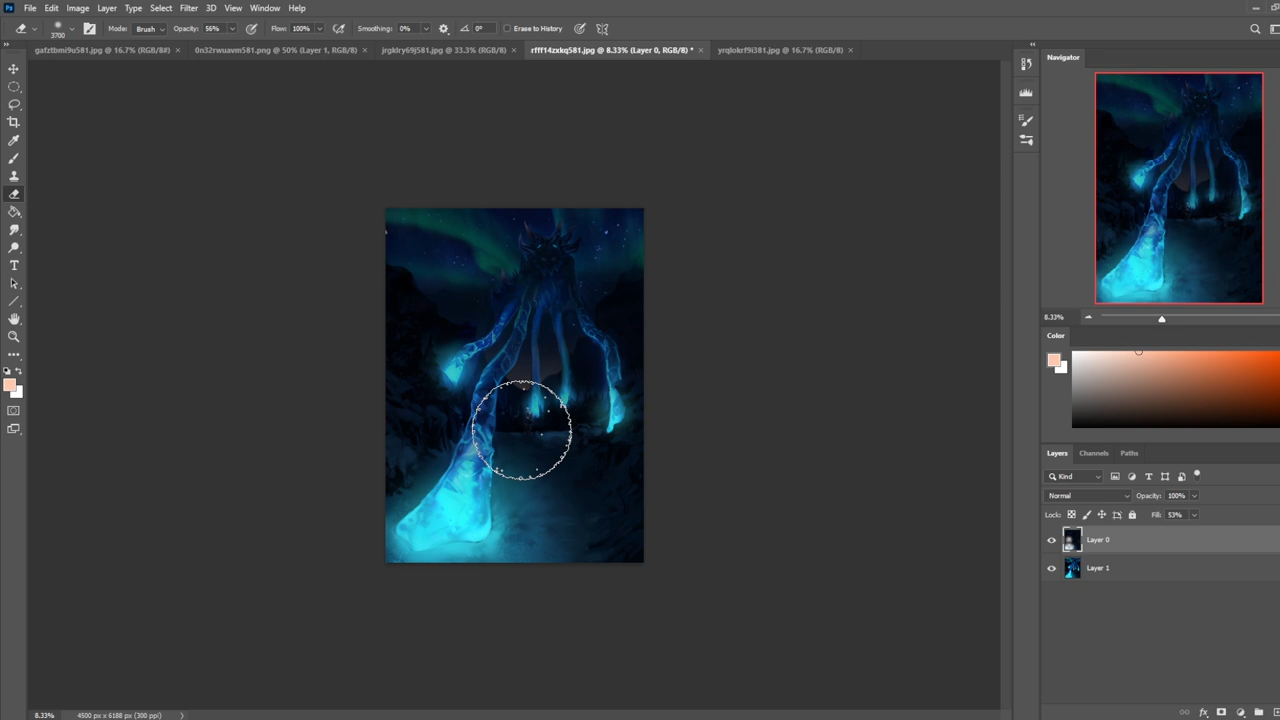 Ps File Edit Image Layer Type Select Filter 3D View Window Help
3700 Mode: Brush Opacity: 56% Flow: 100% Smoothing: 0% 0° Erase to History
gafztbmi9u581.jpg @ 16.7% (RGB/8#) × 0n32rwuavm581.png @ 50% (Layer 1, RGB/8) × jrgklry69j581.jpg @ 33.3% (RGB/8) × rfff14zxkq581.jpg @ 8.33% (Layer 0, RGB/8) * × yrqlokrf9i381.jpg @ 16.7% (RGB/8) ×
Navigator
8.33%
Color
Layers Channels Paths
Kind
Normal Opacity: 100%
Lock: Fill: 53%
Layer 0
Layer 1
8.33% 4500 px x 6188 px (300 ppi)